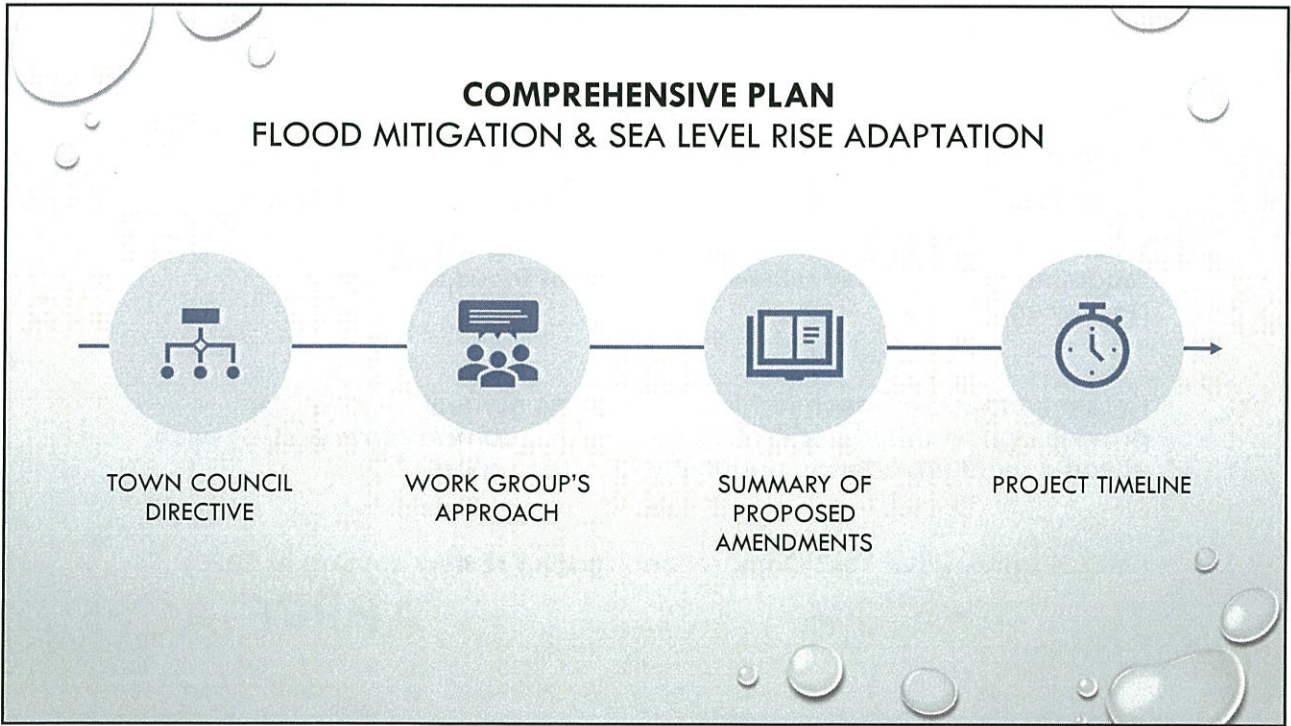 COMPREHENSIVE PLAN
FLOOD MITIGATION & SEA LEVEL RISE ADAPTATION
TOWN COUNCIL
DIRECTIVE
WORK GROUP'S
APPROACH
SUMMARY OF
PROPOSED
AMENDMENTS
PROJECT TIMELINE